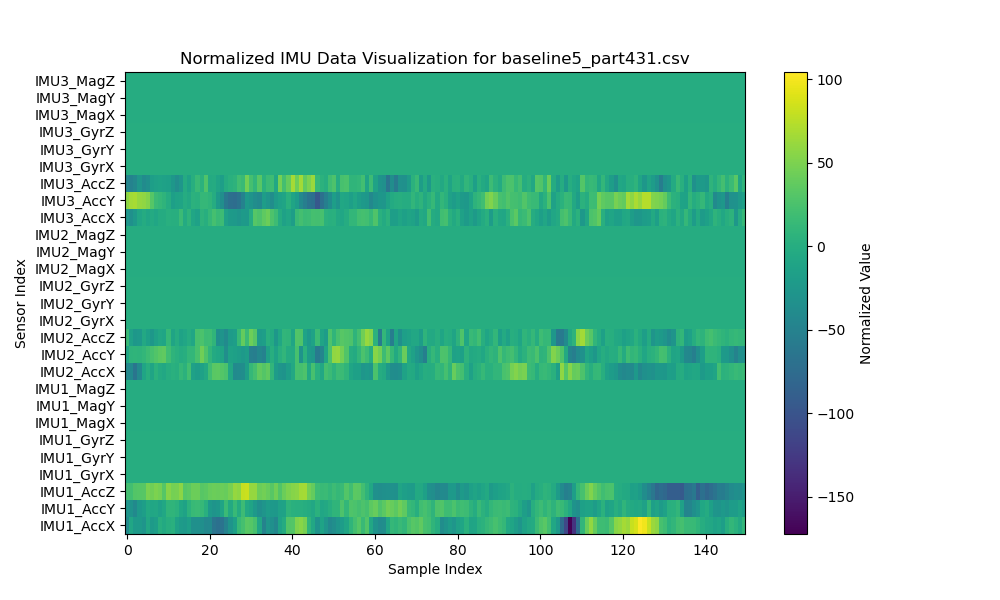 Normalized IMU Data Visualization for baseline5_part431.csv
IMU3_MagZ
IMU3_MagY
IMU3_MagX
IMU3_GyrZ
IMU3_GyrY
IMU3_GyrX
IMU3_AccZ
IMU3_AccY
IMU3_AccX
IMU2_MagZ
IMU2_MagY
IMU2_MagX
IMU2_GyrZ
IMU2_GyrY
IMU2_GyrX
IMU2_AccZ
IMU2_AccY
IMU2_AccX
IMU1_MagZ
IMU1_MagY
IMU1_MagX
IMU1_GyrZ
IMU1_GyrY
IMU1_GyrX
IMU1_AccZ
IMU1_AccY
IMU1_AccX
Sensor Index
0 20 40 60 80 100 120 140
Sample Index
100
50
0
−50
−100
−150
Normalized Value